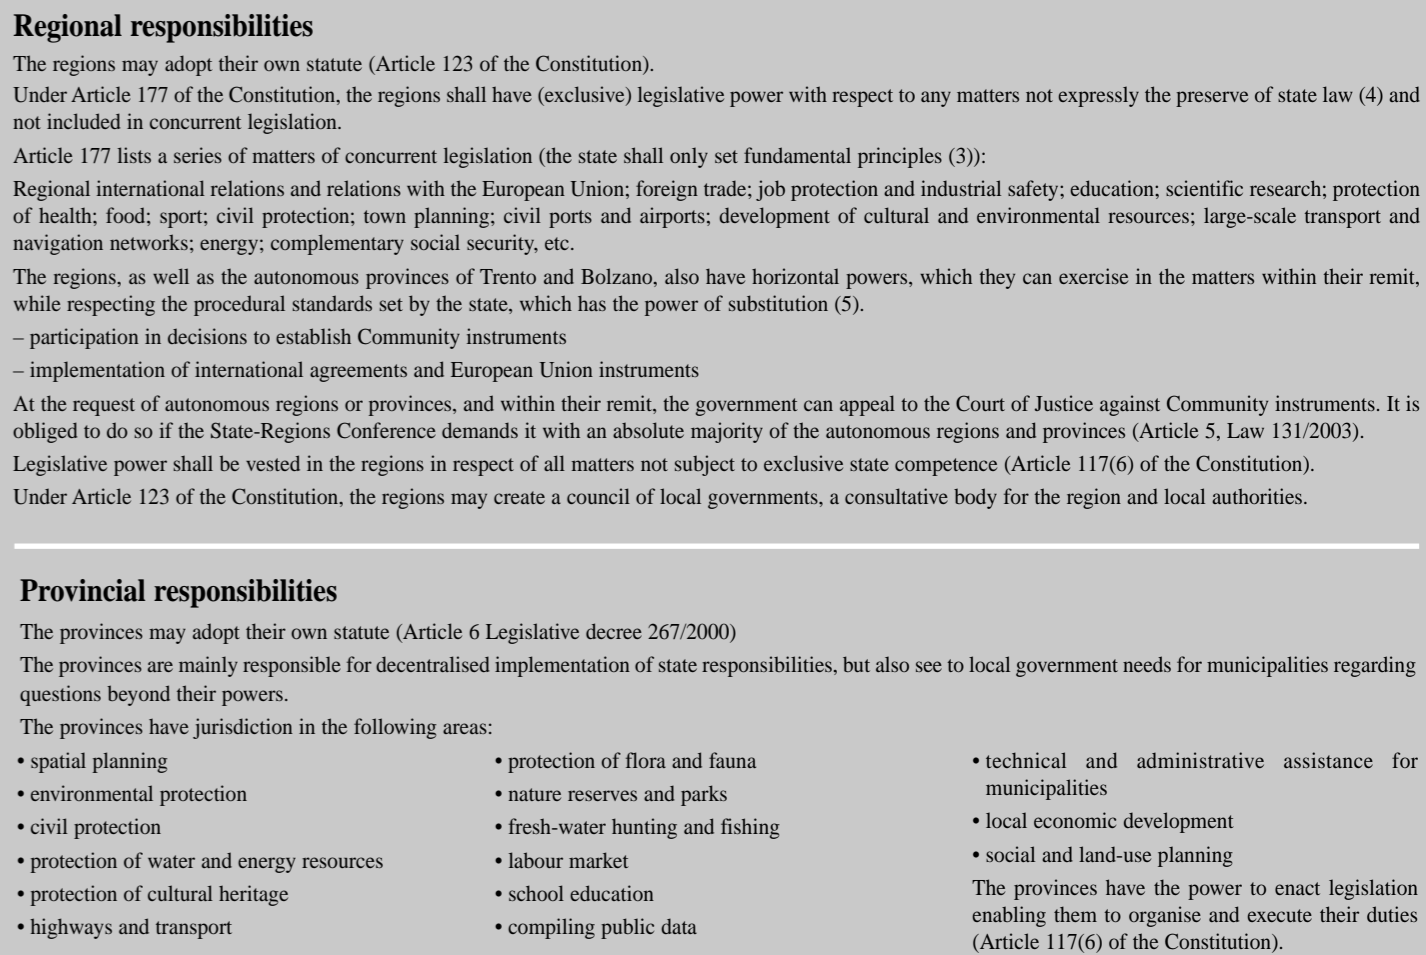 Regional responsibilities
The regions may adopt their own statute (Article 123 of the Constitution).
Under Article 177 of the Constitution, the regions shall have (exclusive) legislative power with respect to any matters not expressly the preserve of state law (4) and
not included in concurrent legislation.
Article 177 lists a series of matters of concurrent legislation (the state shall only set fundamental principles (3)):
Regional international relations and relations with the European Union; foreign trade; job protection and industrial safety; education; scientific research; protection
of health; food; sport; civil protection; town planning; civil ports and airports; development of cultural and environmental resources; large-scale transport and
navigation networks; energy; complementary social security, etc.
The regions, as well as the autonomous provinces of Trento and Bolzano, also have horizontal powers, which they can exercise in the matters within their remit,
while respecting the procedural standards set by the state, which has the power of substitution (5).
– participation in decisions to establish Community instruments
– implementation of international agreements and European Union instruments
At the request of autonomous regions or provinces, and within their remit, the government can appeal to the Court of Justice against Community instruments. It is
obliged to do so if the State-Regions Conference demands it with an absolute majority of the autonomous regions and provinces (Article 5, Law 131/2003).
Legislative power shall be vested in the regions in respect of all matters not subject to exclusive state competence (Article 117(6) of the Constitution).
Under Article 123 of the Constitution, the regions may create a council of local governments, a consultative body for the region and local authorities.
Provincial responsibilities
The provinces may adopt their own statute (Article 6 Legislative decree 267/2000)
The provinces are mainly responsible for decentralised implementation of state responsibilities, but also see to local government needs for municipalities regarding
questions beyond their powers.
The provinces have jurisdiction in the following areas:
• spatial planning
• environmental protection
• civil protection
• protection of water and energy resources
• protection of cultural heritage
• highways and transport
• protection of flora and fauna
• nature reserves and parks
• fresh-water hunting and fishing
• labour market
• school education
• compiling public data
• technical and administrative assistance for
municipalities
• local economic development
• social and land-use planning
The provinces have the power to enact legislation
enabling them to organise and execute their duties
(Article 117(6) of the Constitution).